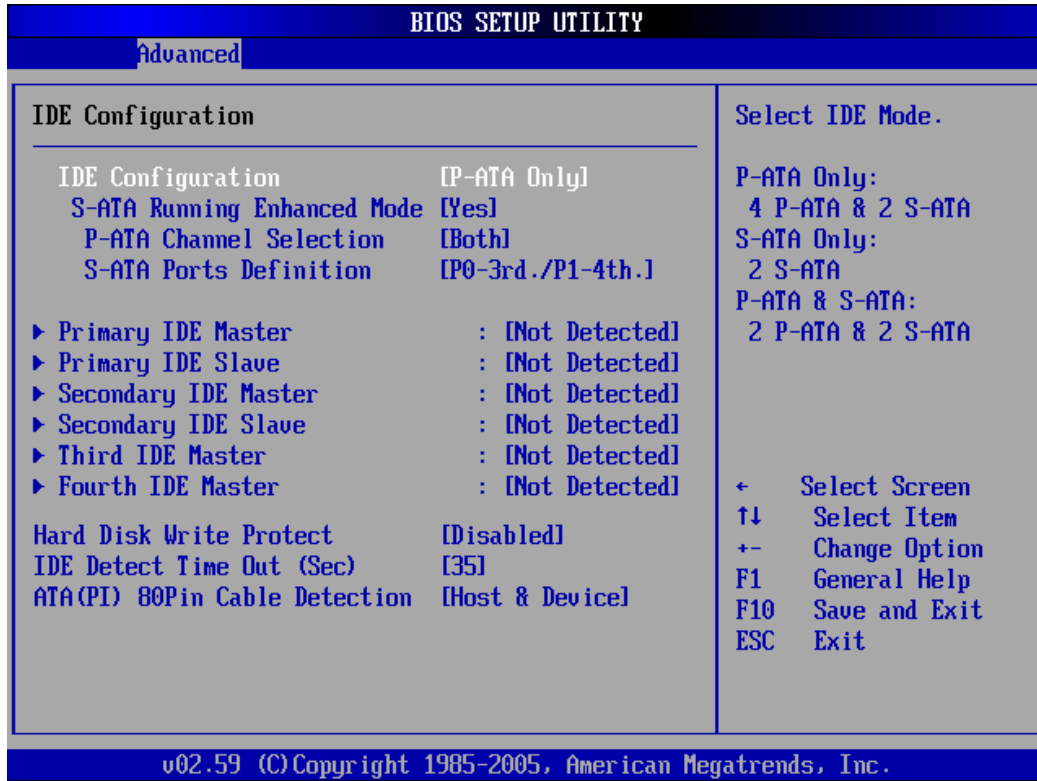 BIOS SETUP UTILITY
Advanced
IDE Configuration
IDE Configuration [P-ATA Only]
S-ATA Running Enhanced Mode [Yes]
P-ATA Channel Selection [Both]
S-ATA Ports Definition [P0-3rd./P1-4th.]
▶ Primary IDE Master : [Not Detected]
▶ Primary IDE Slave : [Not Detected]
▶ Secondary IDE Master : [Not Detected]
▶ Secondary IDE Slave : [Not Detected]
▶ Third IDE Master : [Not Detected]
▶ Fourth IDE Master : [Not Detected]
Hard Disk Write Protect [Disabled]
IDE Detect Time Out (Sec) [35]
ATA(PI) 80Pin Cable Detection [Host & Device]
Select IDE Mode.
P-ATA Only:
4 P-ATA & 2 S-ATA
S-ATA Only:
2 S-ATA
P-ATA & S-ATA:
2 P-ATA & 2 S-ATA
← Select Screen
↑↓ Select Item
+- Change Option
F1 General Help
F10 Save and Exit
ESC Exit
v02.59 (C)Copyright 1985-2005, American Megatrends, Inc.